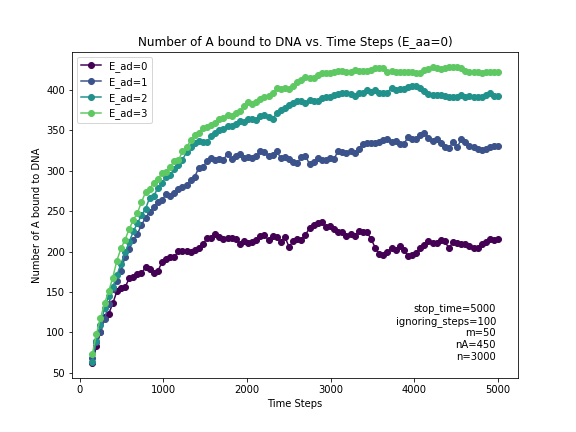 Number of A bound to DNA vs. Time Steps (E_aa=0)
E_ad=0
E_ad=1
E_ad=2
E_ad=3
Number of A bound to DNA
400
350
300
250
200
150
100
50
stop_time=5000
ignoring_steps=100
m=50
nA=450
n=3000
0 1000 2000 3000 4000 5000
Time Steps